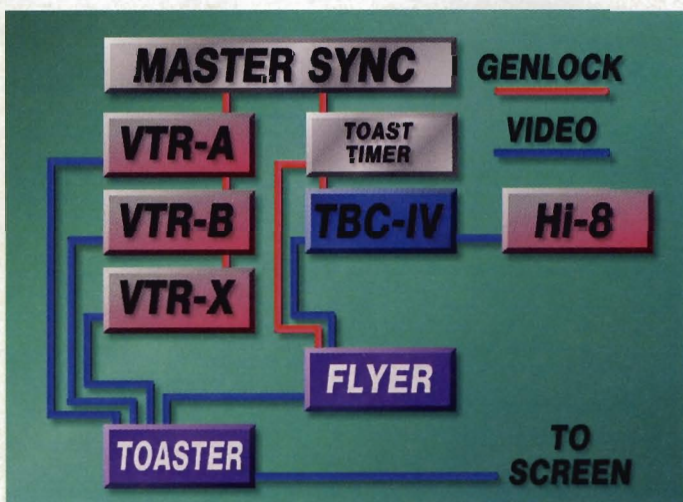 MASTER SYNC
GENLOCK
VTR-A
TOAST
TIMER
VIDEO
VTR-B
TBC-IV
Hi-8
VTR-X
FLYER
TOASTER
TO
SCREEN